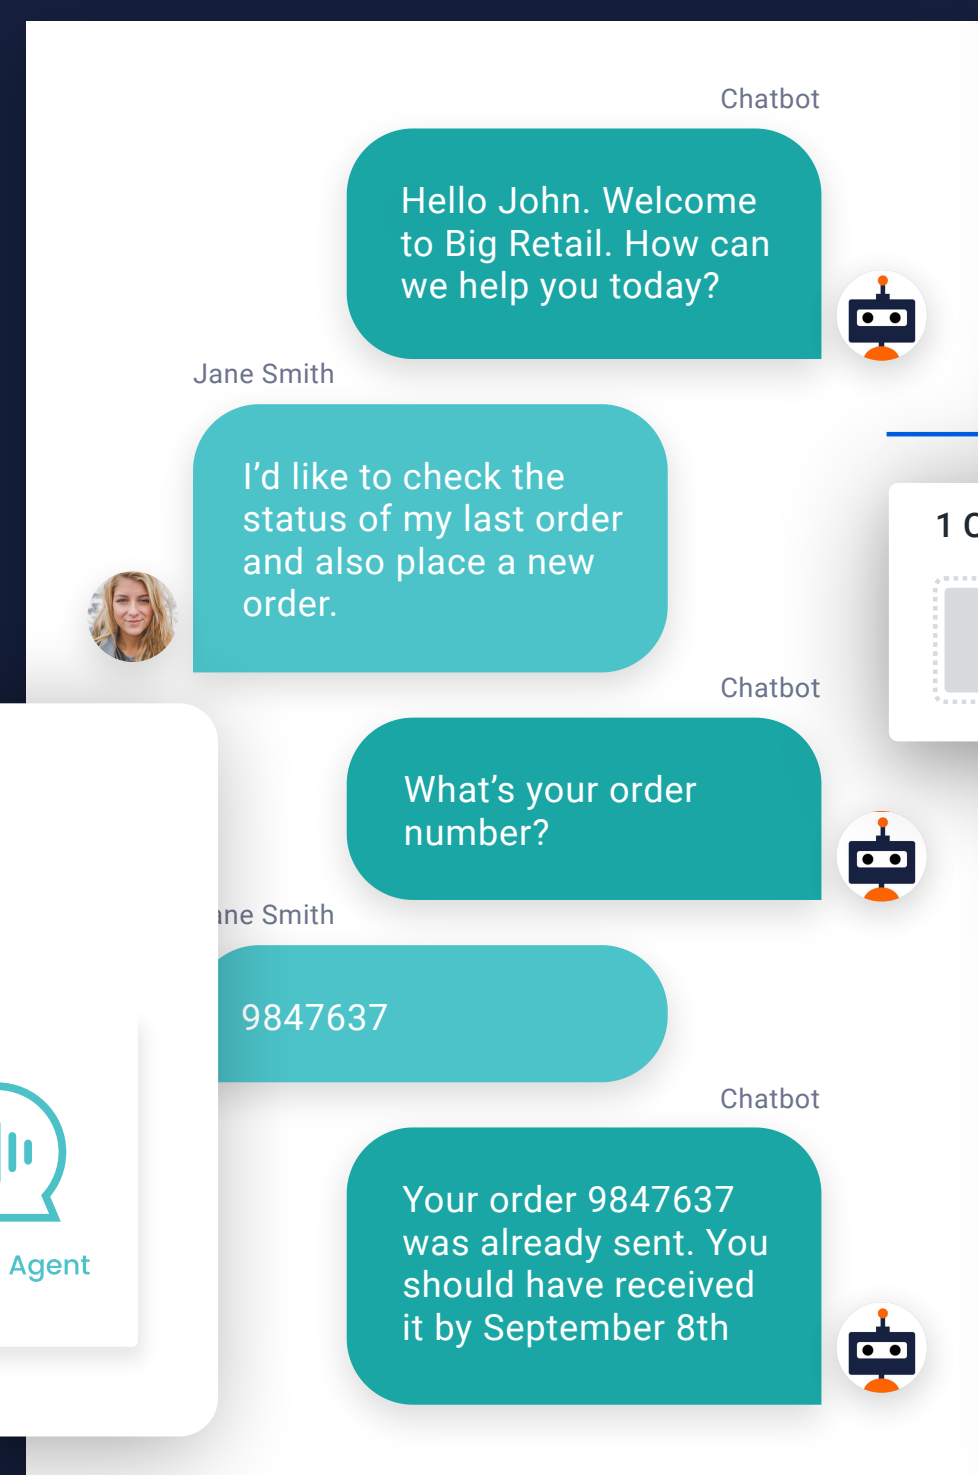 Chatbot
Hello John. Welcome
to Big Retail. How can
we help you today?
Jane Smith
I’d like to check the
status of my last order
and also place a new
order.
1
Chatbot
What’s your order
number?
Smith
9847637
Chatbot
Your order 9847637
was already sent. You
should have received
it by September 8th
Agent